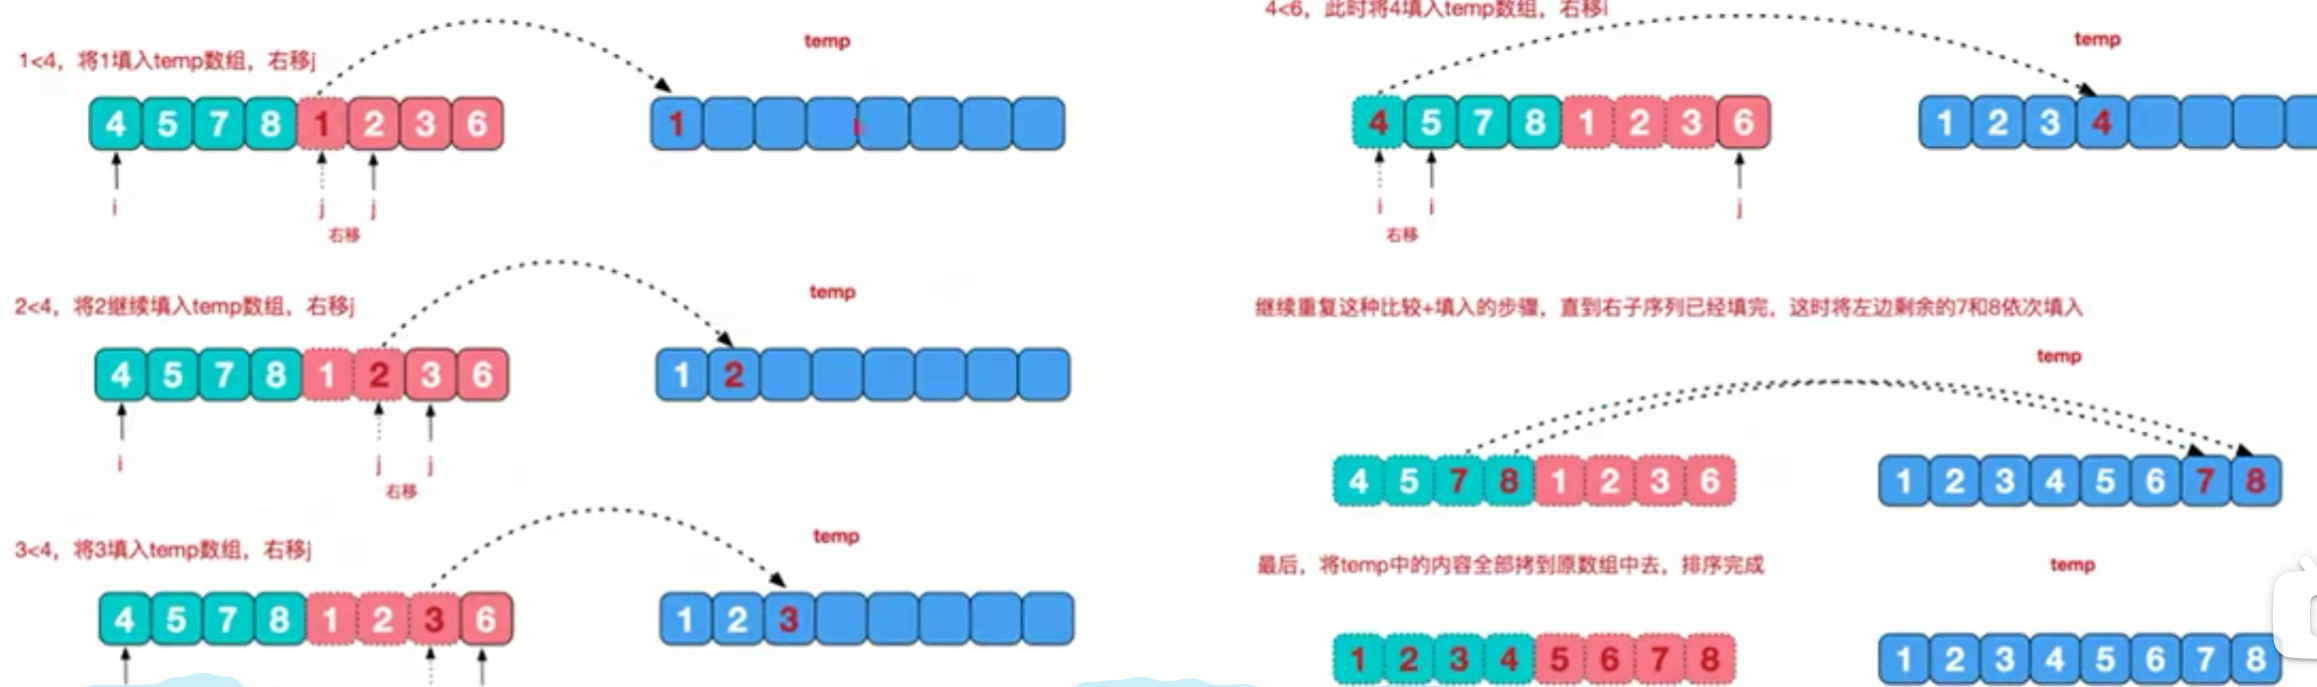 1<4，将1填入temp数组，右移j
temp
4 5 7 8 1 2 3 6
1
i j j
右移
2<4，将2继续填入temp数组，右移j
temp
4 5 7 8 1 2 3 6
1 2
i j j
右移
3<4，将3填入temp数组，右移j
temp
4 5 7 8 1 2 3 6
1 2 3
4<6，此时将4填入temp数组，右移i
temp
4 5 7 8 1 2 3 6
1 2 3 4
i i j
右移
继续重复这种比较+填入的步骤，直到右子序列已经填完，这时将左边剩余的7和8依次填入
temp
4 5 7 8 1 2 3 6
1 2 3 4 5 6 7 8
最后，将temp中的内容全部拷到原数组中去，排序完成
temp
1 2 3 4 5 6 7 8
1 2 3 4 5 6 7 8